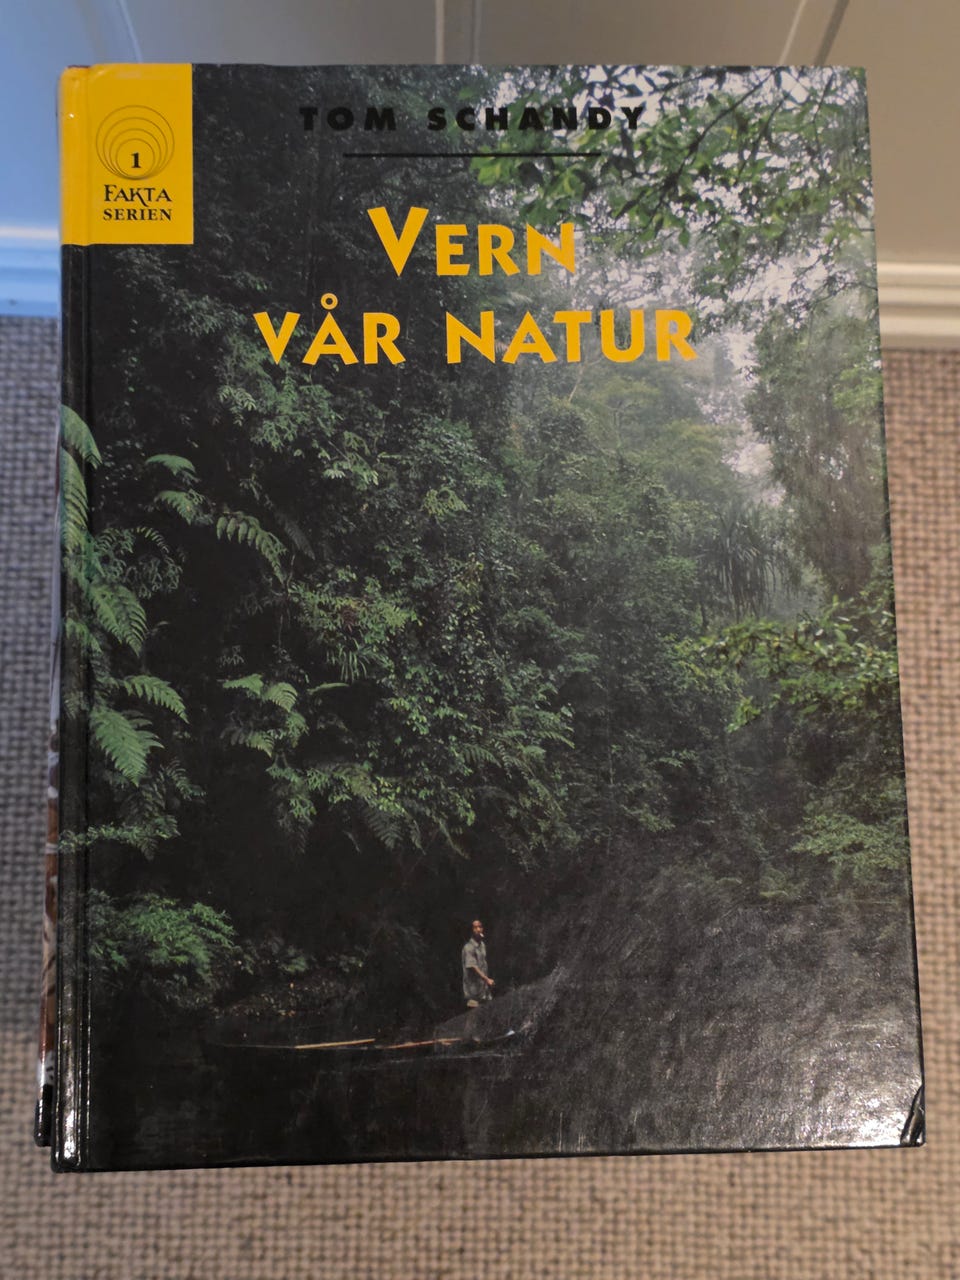 1
FAKTA
SERIEN
TOM SCHANDY
VERN
VÅR NATUR